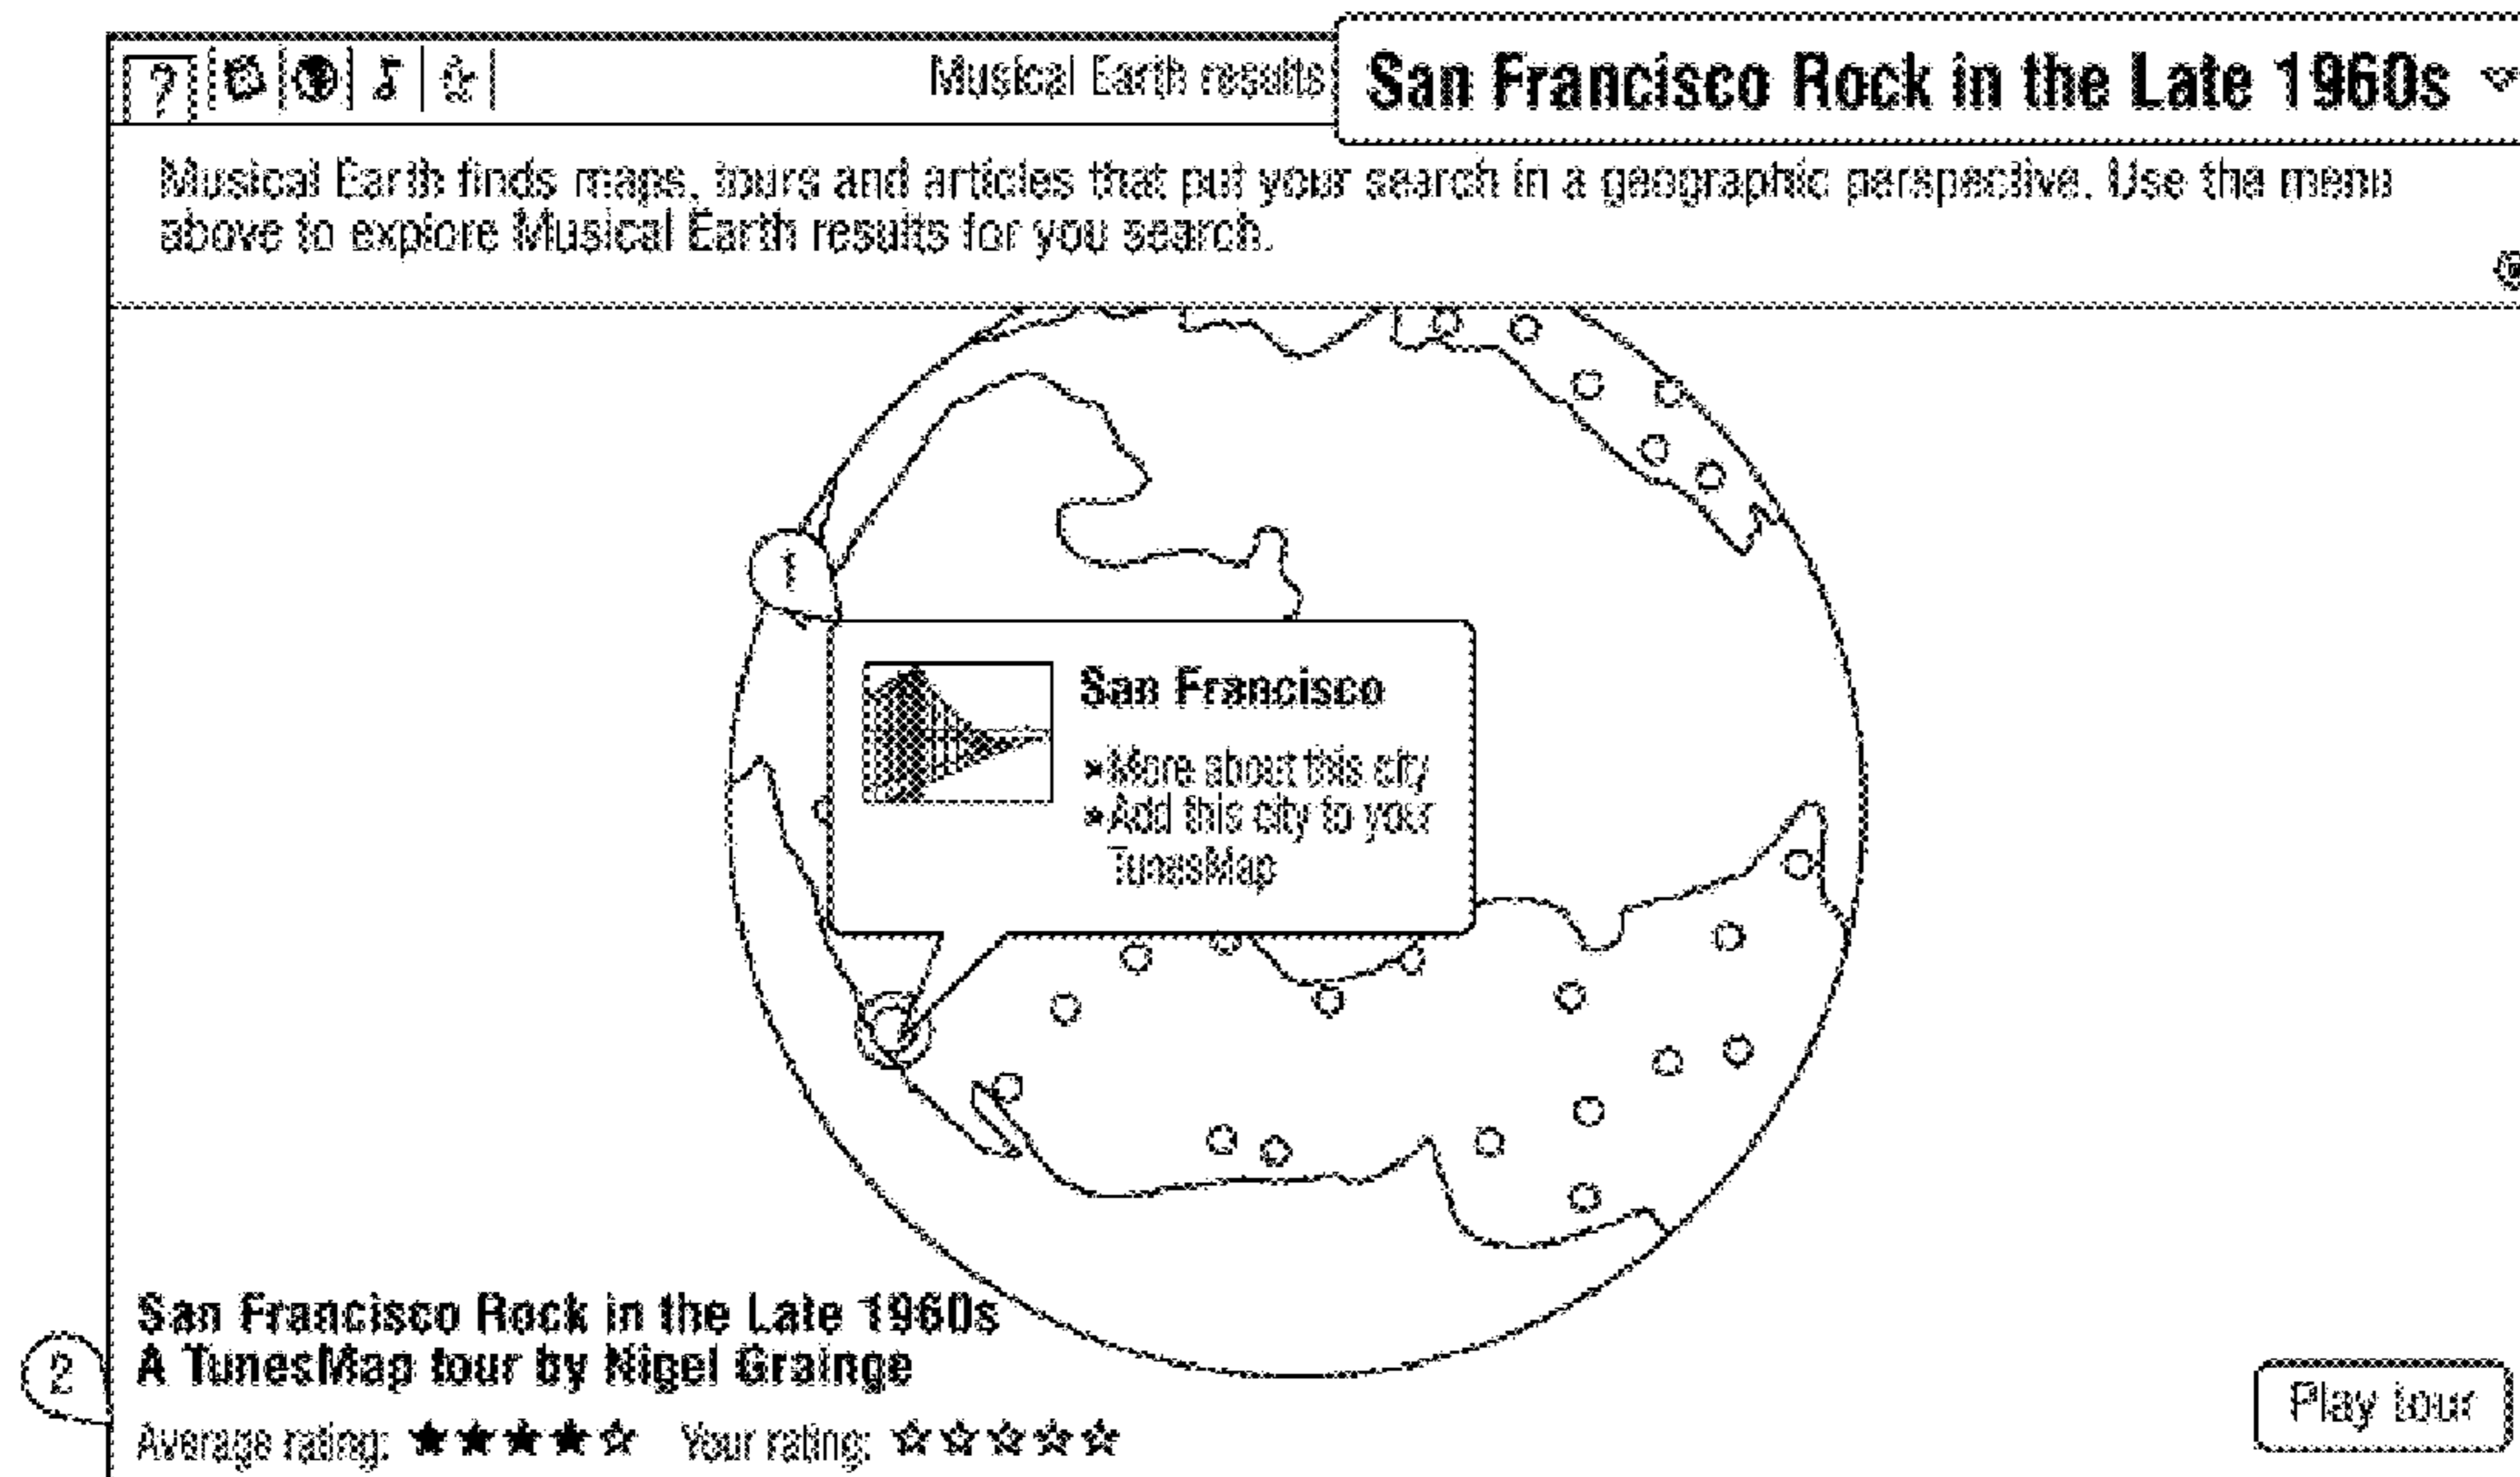 ?
Musical Earth results
San Francisco Rock in the Late 1960s
Musical Earth finds maps, tours and articles that put your search in a geographic perspective. Use the menu
above to explore Musical Earth results for you search.
1
San Francisco
More about this city
Add this city to your
TunesMap
San Francisco Rock in the Late 1960s
2
A TunesMap tour by Nigel Grainge
Average rating: ★★★★☆ Your rating: ☆☆☆☆☆
Play tour